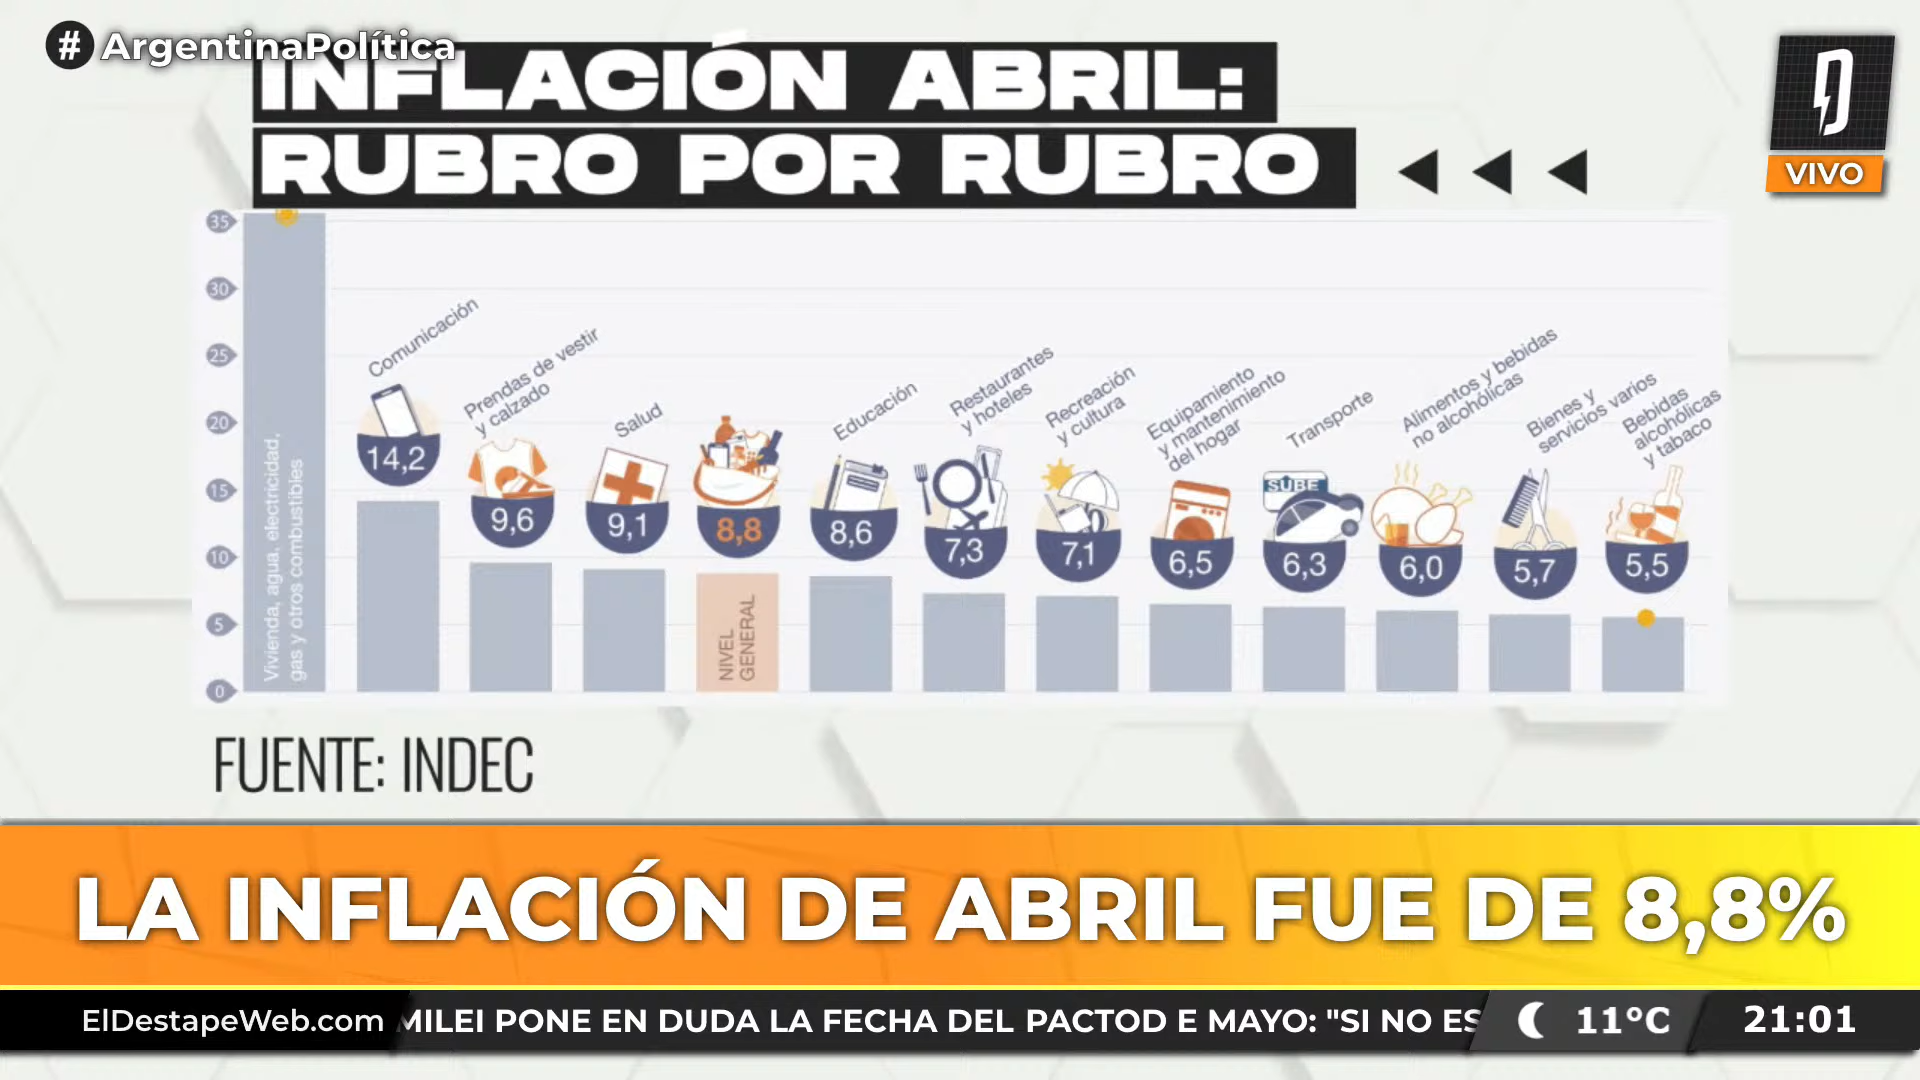 #ArgentinaPolítica
INFLACIÓN ABRIL:
RUBRO POR RUBRO
VIVO
35
30
25
20
15
10
5
0
Vivienda, agua, electricidad,
gas y otros combustibles
Comunicación
14,2
Prendas de vestir
y calzado
9,6
Salud
9,1
8,8
NIVEL
GENERAL
Educación
8,6
Restaurantes
y hoteles
7,3
Recreación
y cultura
7,1
Equipamiento
y mantenimiento
del hogar
6,5
Transporte
SUBE
6,3
Alimentos y bebidas
no alcohólicas
6,0
Bienes y
servicios varios
5,7
Bebidas
alcohólicas
y tabaco
5,5
FUENTE: INDEC
LA INFLACIÓN DE ABRIL FUE DE 8,8%
ElDestapeWeb.com
MILEI PONE EN DUDA LA FECHA DEL PACTOD E MAYO: "SI NO ES
11°C
21:01